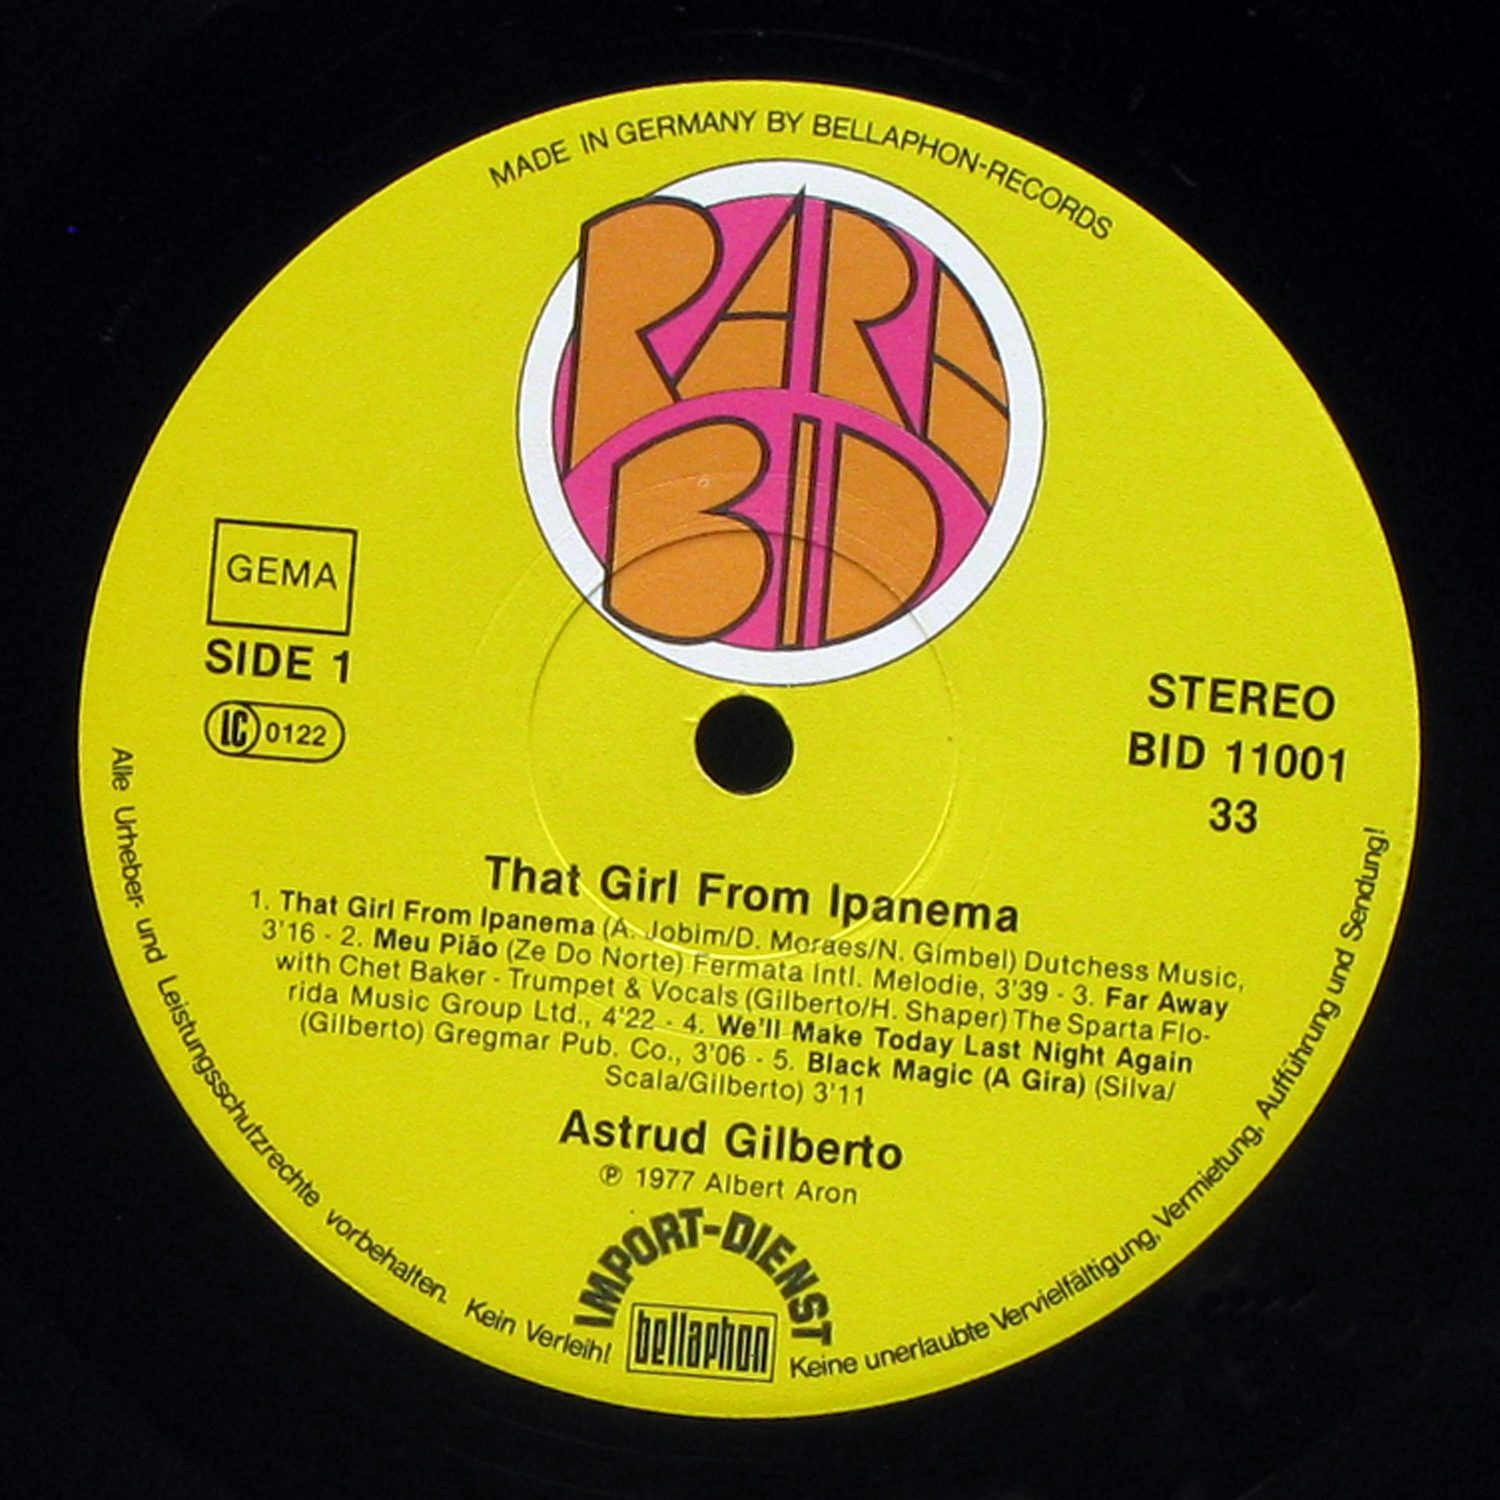 MADE IN GERMANY BY BELLAPHON-RECORDS
RARE
BID
GEMA
SIDE 1
LC 0122
STEREO
BID 11001
33
That Girl From Ipanema
1. That Girl From Ipanema (A. Jobim/D. Moraes/N. Gimbel) Dutchess Music,
3'16 - 2. Meu Pião (Ze Do Norte) Fermata Intl. Melodie, 3'39 - 3. Far Away
with Chet Baker - Trumpet & Vocals (Gilberto/H. Shaper) The Sparta Flo-
rida Music Group Ltd., 4'22 - 4. We'll Make Today Last Night Again
(Gilberto) Gregmar Pub. Co., 3'06 - 5. Black Magic (A Gira) (Silva/
Scala/Gilberto) 3'11
Astrud Gilberto
℗ 1977 Albert Aron
IMPORT-DIENST
bellaphon
Alle Urheber- und Leistungsschutzrechte vorbehalten. Kein Verleih! Keine unerlaubte Vervielfältigung, Vermietung, Aufführung und Sendung!